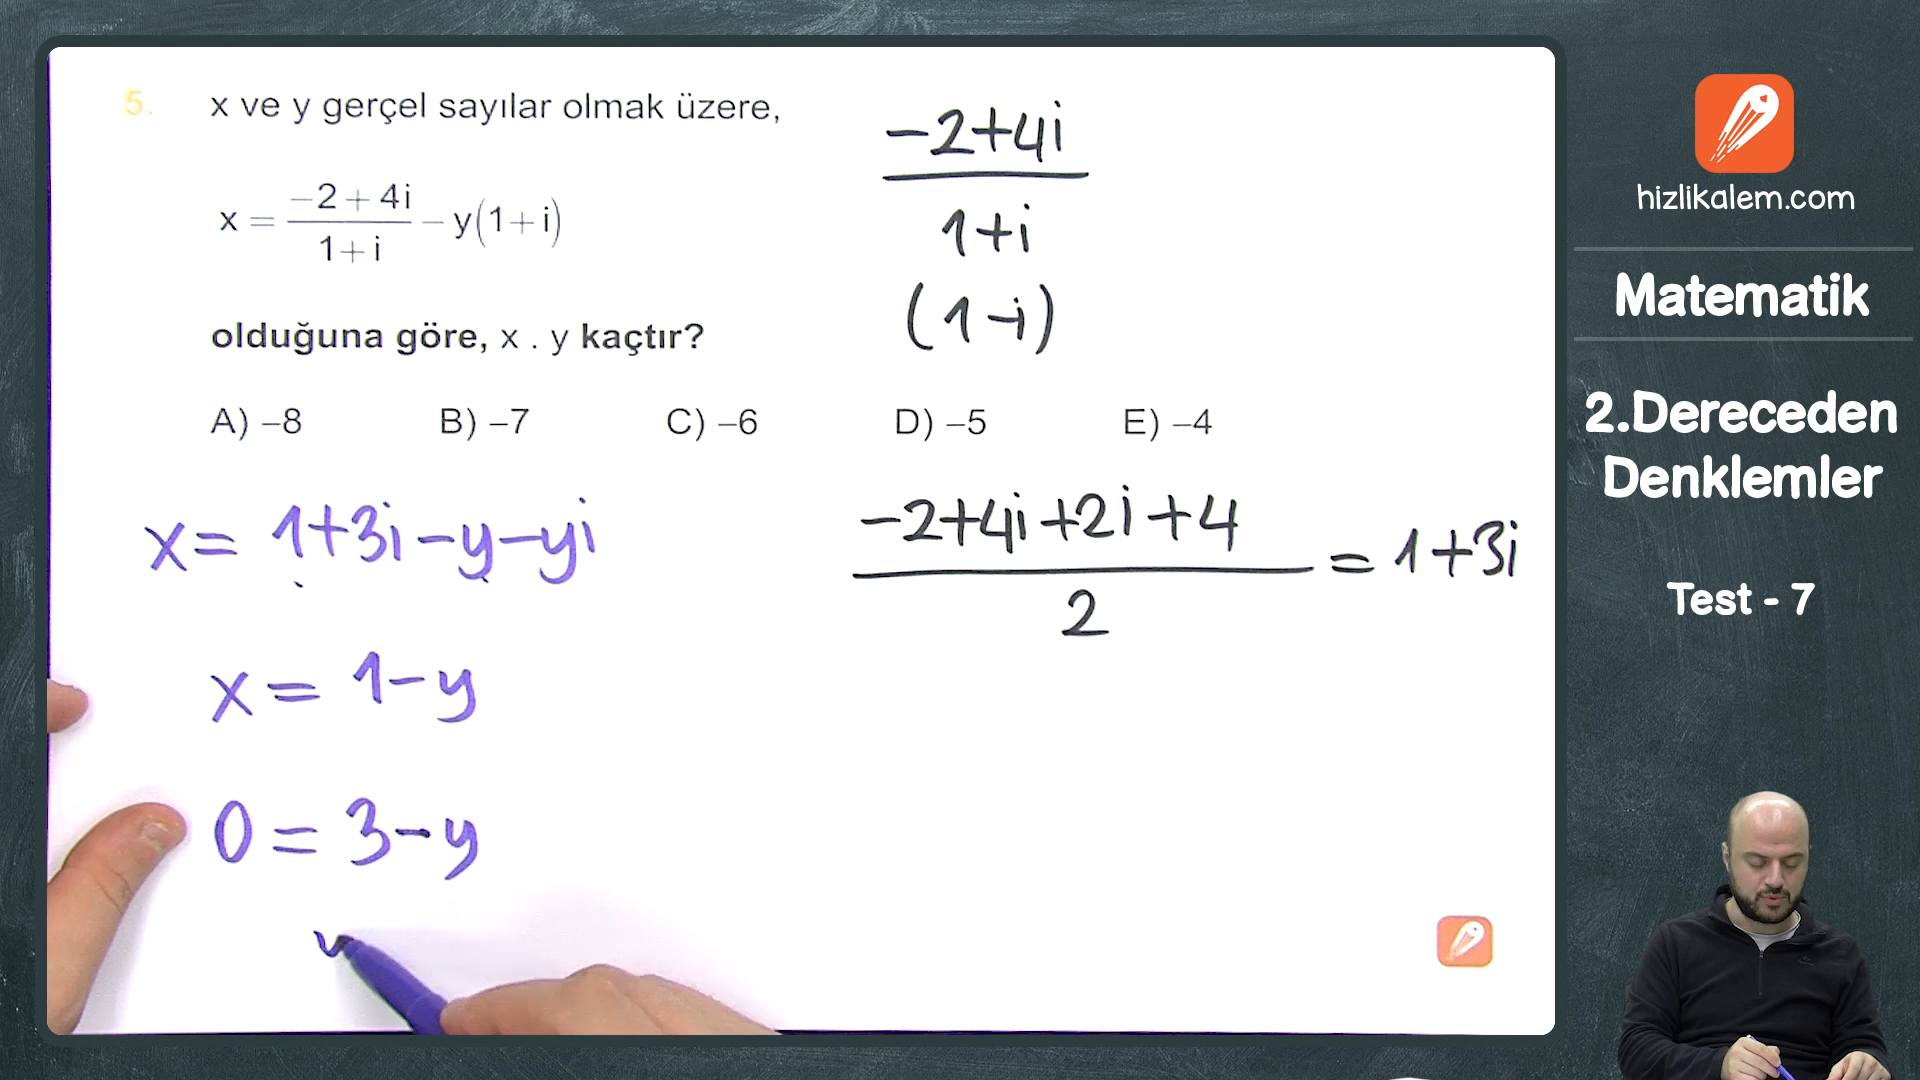 5. x ve y gerçel sayılar olmak üzere,
x = \frac{-2+4i}{1+i} - y(1+i)
olduğuna göre, x . y kaçtır?
A) –8 B) –7 C) –6 D) –5 E) –4
-2+4i
1+i
(1-i)
\frac{-2+4i+2i+4}{2} = 1+3i
x= 1+3i-y-yi
x = 1-y
0 = 3-y
hizlikalem.com
Matematik
2.Dereceden
Denklemler
Test - 7